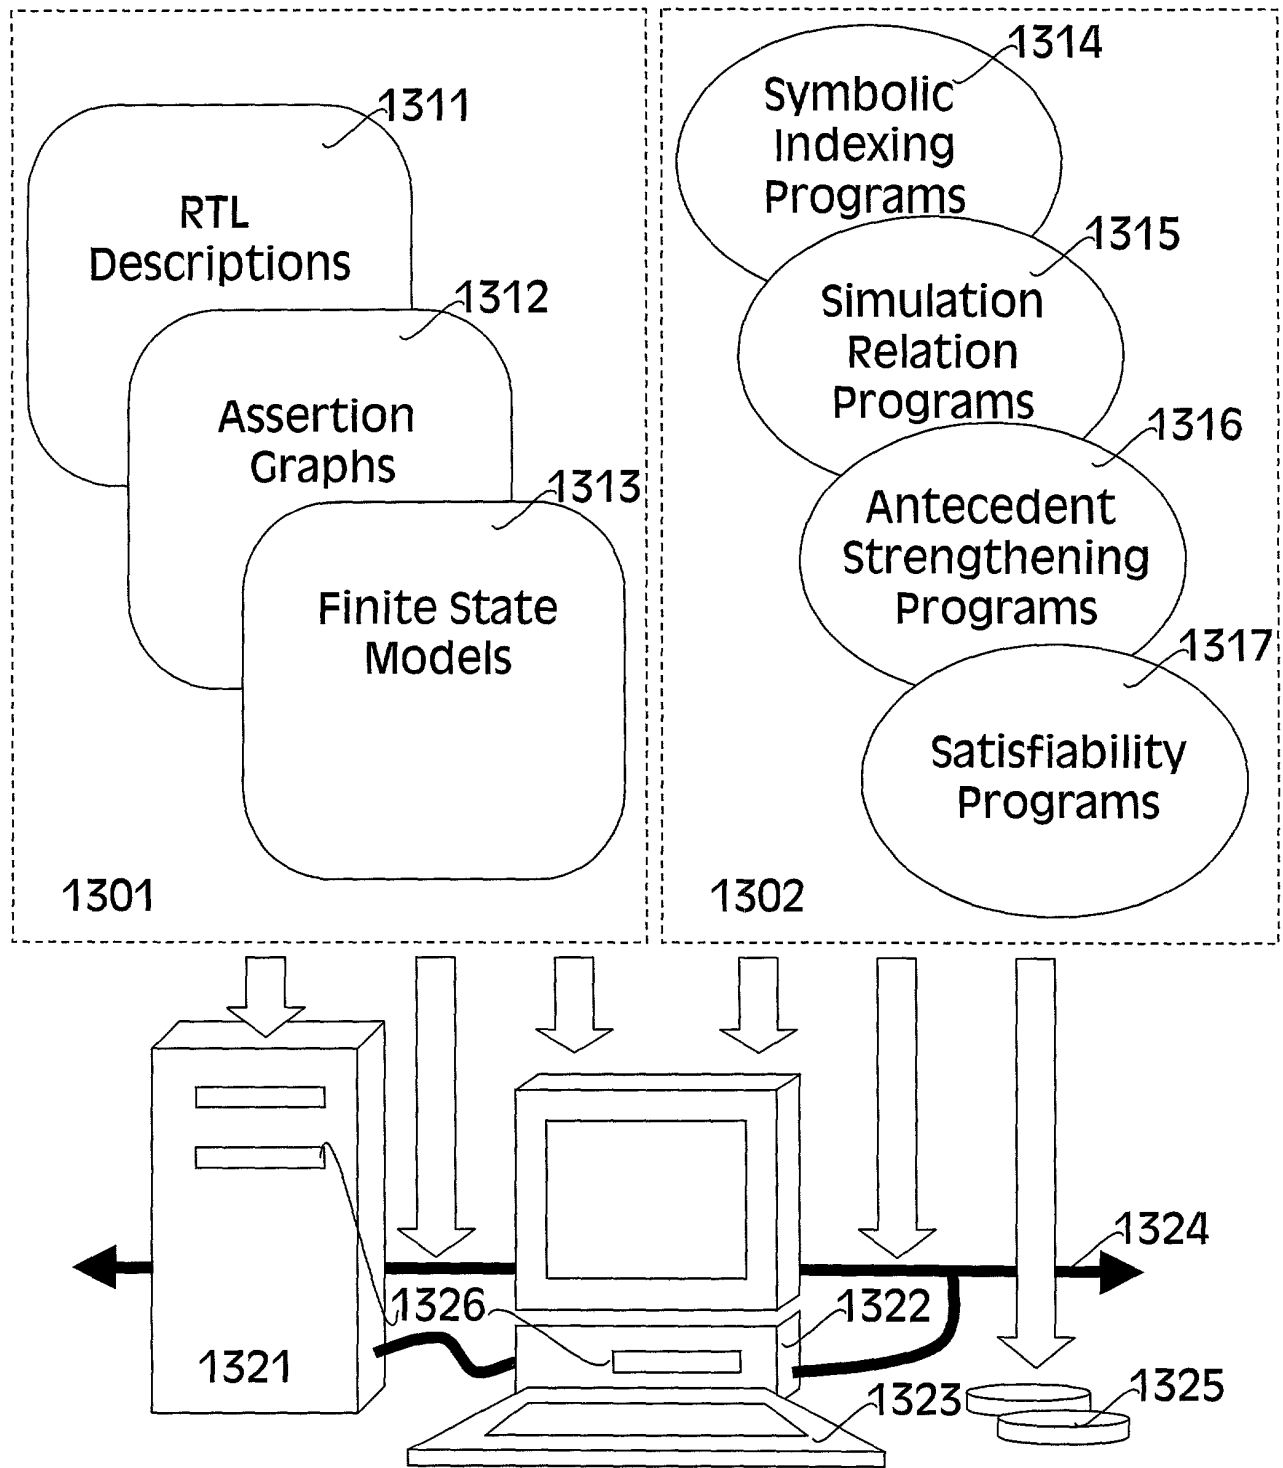 1311
RTL
Descriptions
1312
Assertion
Graphs
1313
Finite State
Models
1301
1314
Symbolic
Indexing
Programs
1315
Simulation
Relation
Programs
1316
Antecedent
Strengthening
Programs
1317
Satisfiability
Programs
1302
1324
1326
1322
1321
1323
1325